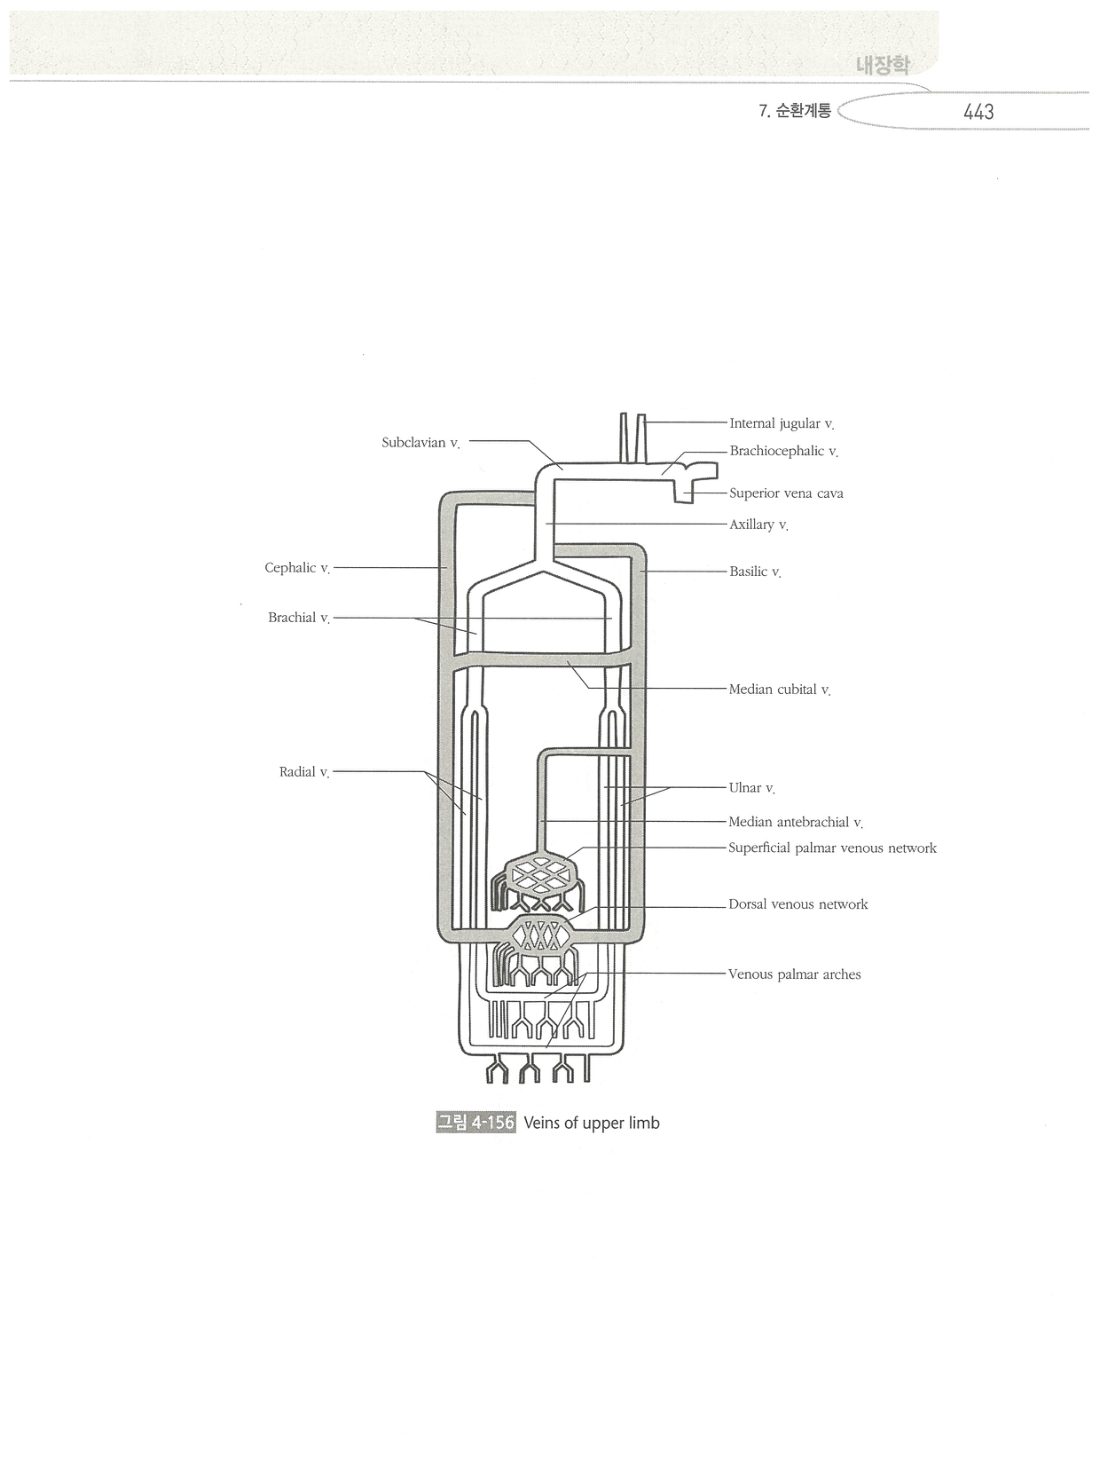 내장학
7. 순환계통
443
Internal jugular v.
Subclavian v.
Brachiocephalic v.
Superior vena cava
Axillary v.
Cephalic v.
Basilic v.
Brachial v.
Median cubital v.
Radial v.
Ulnar v.
Median antebrachial v.
Superficial palmar venous network
Dorsal venous network
Venous palmar arches
그림 4-156 Veins of upper limb